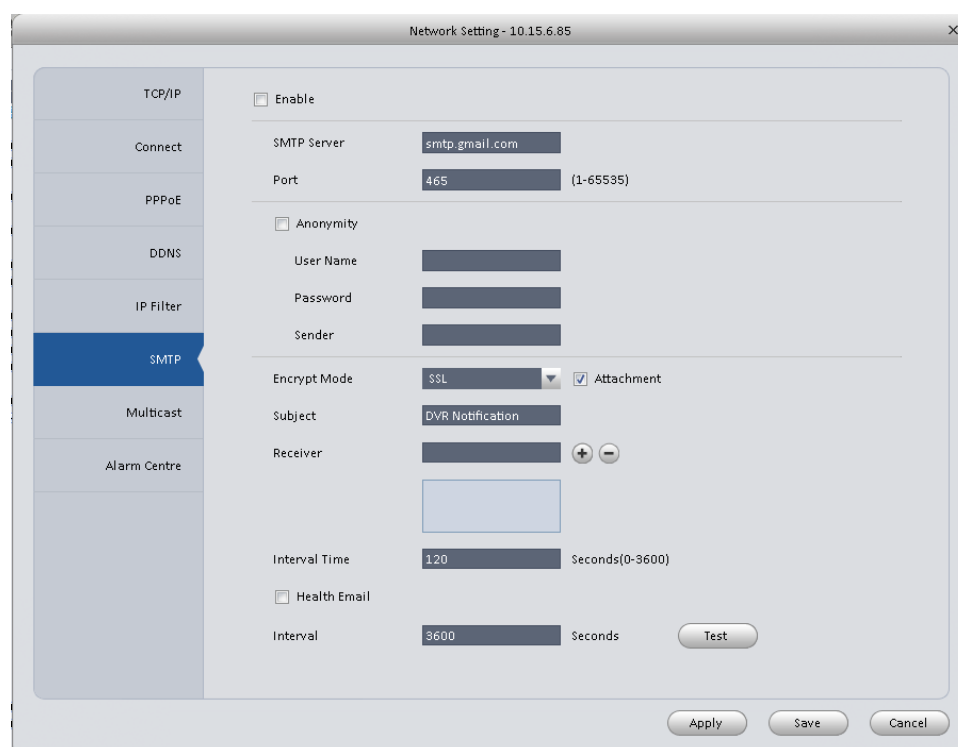 Network Setting - 10.15.6.85
TCP/IP
Connect
PPPoE
DDNS
IP Filter
SMTP
Multicast
Alarm Centre
Enable
SMTP Server smtp.gmail.com
Port 465 (1-65535)
Anonymity
User Name
Password
Sender
Encrypt Mode SSL Attachment
Subject DVR Notification
Receiver
Interval Time 120 Seconds(0-3600)
Health Email
Interval 3600 Seconds Test
Apply Save Cancel